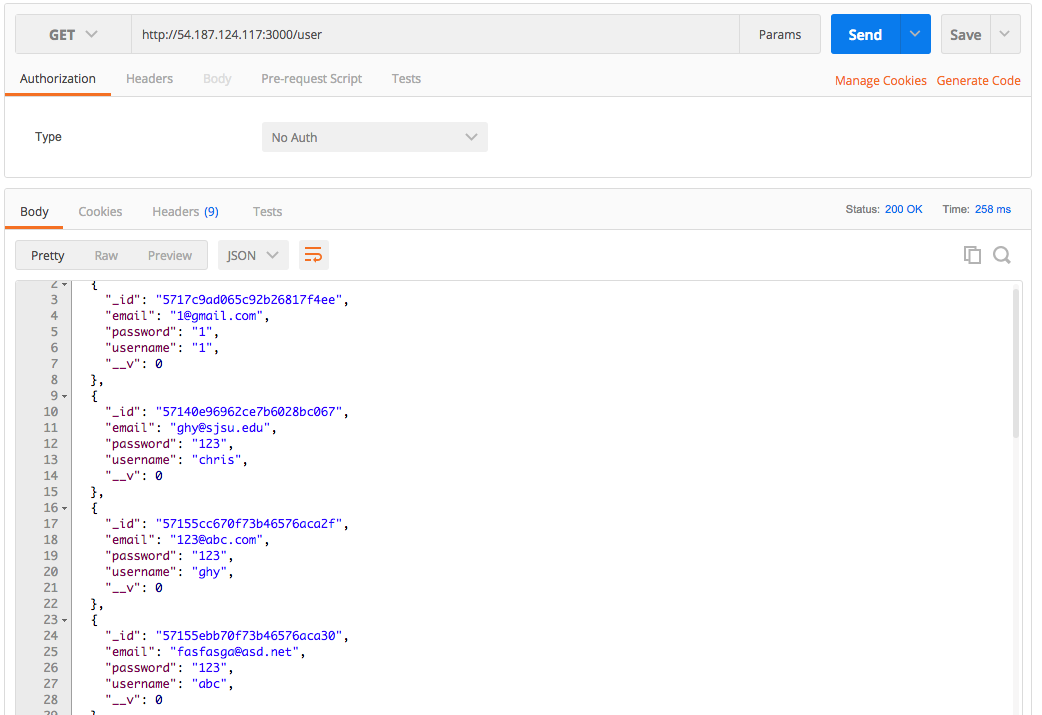 GET http://54.187.124.117:3000/user Params Send Save
Authorization Headers Body Pre-request Script Tests Manage Cookies Generate Code
Type No Auth
Body Cookies Headers (9) Tests Status: 200 OK Time: 258 ms
Pretty Raw Preview JSON
2 {
3 "_id": "5717c9ad065c92b26817f4ee",
4 "email": "1@gmail.com",
5 "password": "1",
6 "username": "1",
7 "__v": 0
8 },
9 {
10 "_id": "57140e96962ce7b6028bc067",
11 "email": "ghy@sjsu.edu",
12 "password": "123",
13 "username": "chris",
14 "__v": 0
15 },
16 {
17 "_id": "57155cc670f73b46576aca2f",
18 "email": "123@abc.com",
19 "password": "123",
20 "username": "ghy",
21 "__v": 0
22 },
23 {
24 "_id": "57155ebb70f73b46576aca30",
25 "email": "fasfasga@asd.net",
26 "password": "123",
27 "username": "abc",
28 "__v": 0
29 }